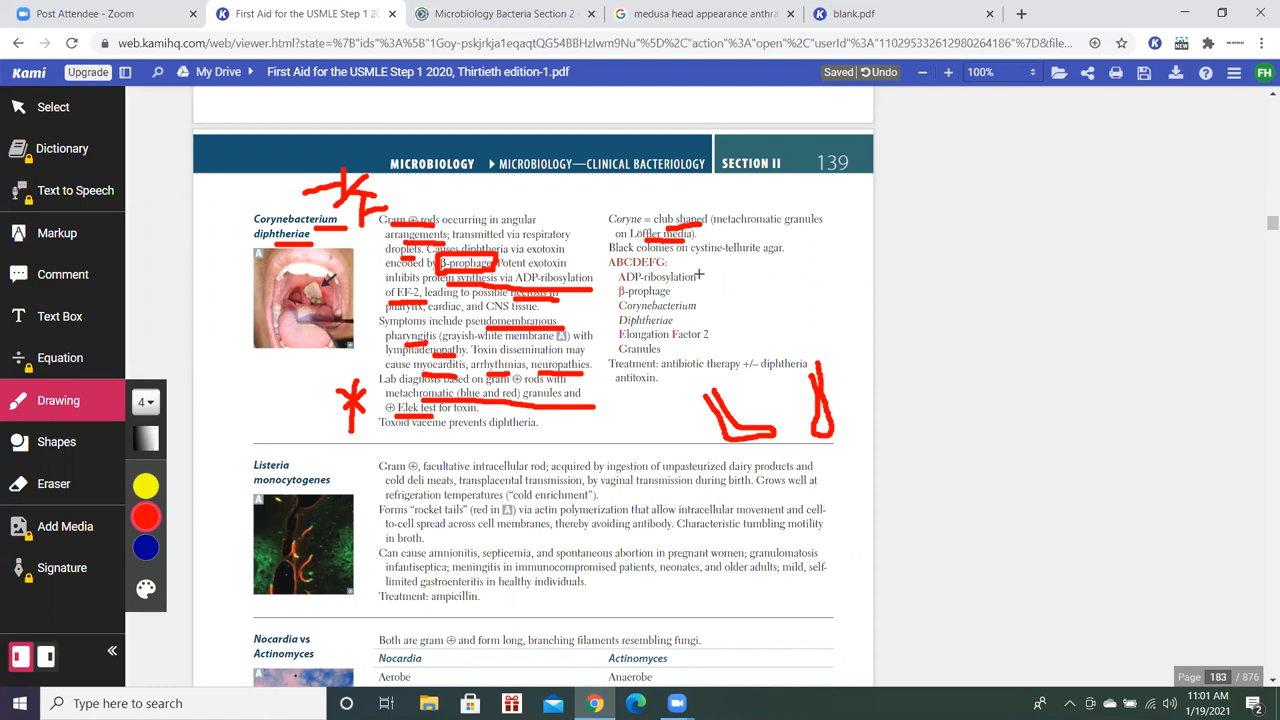 Post Attendee - Zoom
First Aid for the USMLE Step 1 20
Microbiology Bacteria Section 2 -
medusa head appearance anthra
blank.pdf
web.kamihq.com/web/viewer.html?state=%7B"ids"%3A%5B"1Goy-pskjxkja1eqaqtQG54BBHzIwm9Nu"%5D%2C"action"%3A"open"%2C"userId"%3A"110295332612980264186"%7D&file
NEW
Kami
Upgrade
My Drive
First Aid for the USMLE Step 1 2020, Thirtieth edition-1.pdf
Saved
Undo
100%
FH
Select
Dictionary
Text to Speech
Markup
Comment
Text Box
Equation
Drawing
4
Shapes
Eraser
Add Media
Signature
MICROBIOLOGY
MICROBIOLOGY—CLINICAL BACTERIOLOGY
SECTION II
139
Corynebacterium
diphtheriae
A
Gram ⊕ rods occurring in angular
arrangements; transmitted via respiratory
droplets. Causes diphtheria via exotoxin
encoded by β-prophage. Potent exotoxin
inhibits protein synthesis via ADP-ribosylation
of EF-2, leading to possible necrosis in
pharynx, cardiac, and CNS tissue.
Symptoms include pseudomembranous
pharyngitis (grayish-white membrane A) with
lymphadenopathy. Toxin dissemination may
cause myocarditis, arrhythmias, neuropathies.
Lab diagnosis based on gram ⊕ rods with
metachromatic (blue and red) granules and
⊕ Elek test for toxin.
Toxoid vaccine prevents diphtheria.
Coryne = club shaped (metachromatic granules
on Löffler media).
Black colonies on cystine-tellurite agar.
ABCDEFG:
ADP-ribosylation
β-prophage
Corynebacterium
Diphtheriae
Elongation Factor 2
Granules
Treatment: antibiotic therapy +/– diphtheria
antitoxin.
Listeria
monocytogenes
A
Gram ⊕, facultative intracellular rod; acquired by ingestion of unpasteurized dairy products and
cold deli meats, transplacental transmission, by vaginal transmission during birth. Grows well at
refrigeration temperatures (“cold enrichment”).
Forms “rocket tails” (red in A) via actin polymerization that allow intracellular movement and cell-
to-cell spread across cell membranes, thereby avoiding antibody. Characteristic tumbling motility
in broth.
Can cause amnionitis, septicemia, and spontaneous abortion in pregnant women; granulomatosis
infantiseptica; meningitis in immunocompromised patients, neonates, and older adults; mild, self-
limited gastroenteritis in healthy individuals.
Treatment: ampicillin.
Nocardia vs
Actinomyces
A
Both are gram ⊕ and form long, branching filaments resembling fungi.
Nocardia
Actinomyces
Aerobe
Anaerobe
Page 183 / 876
Type here to search
11:01 AM
1/19/2021
2